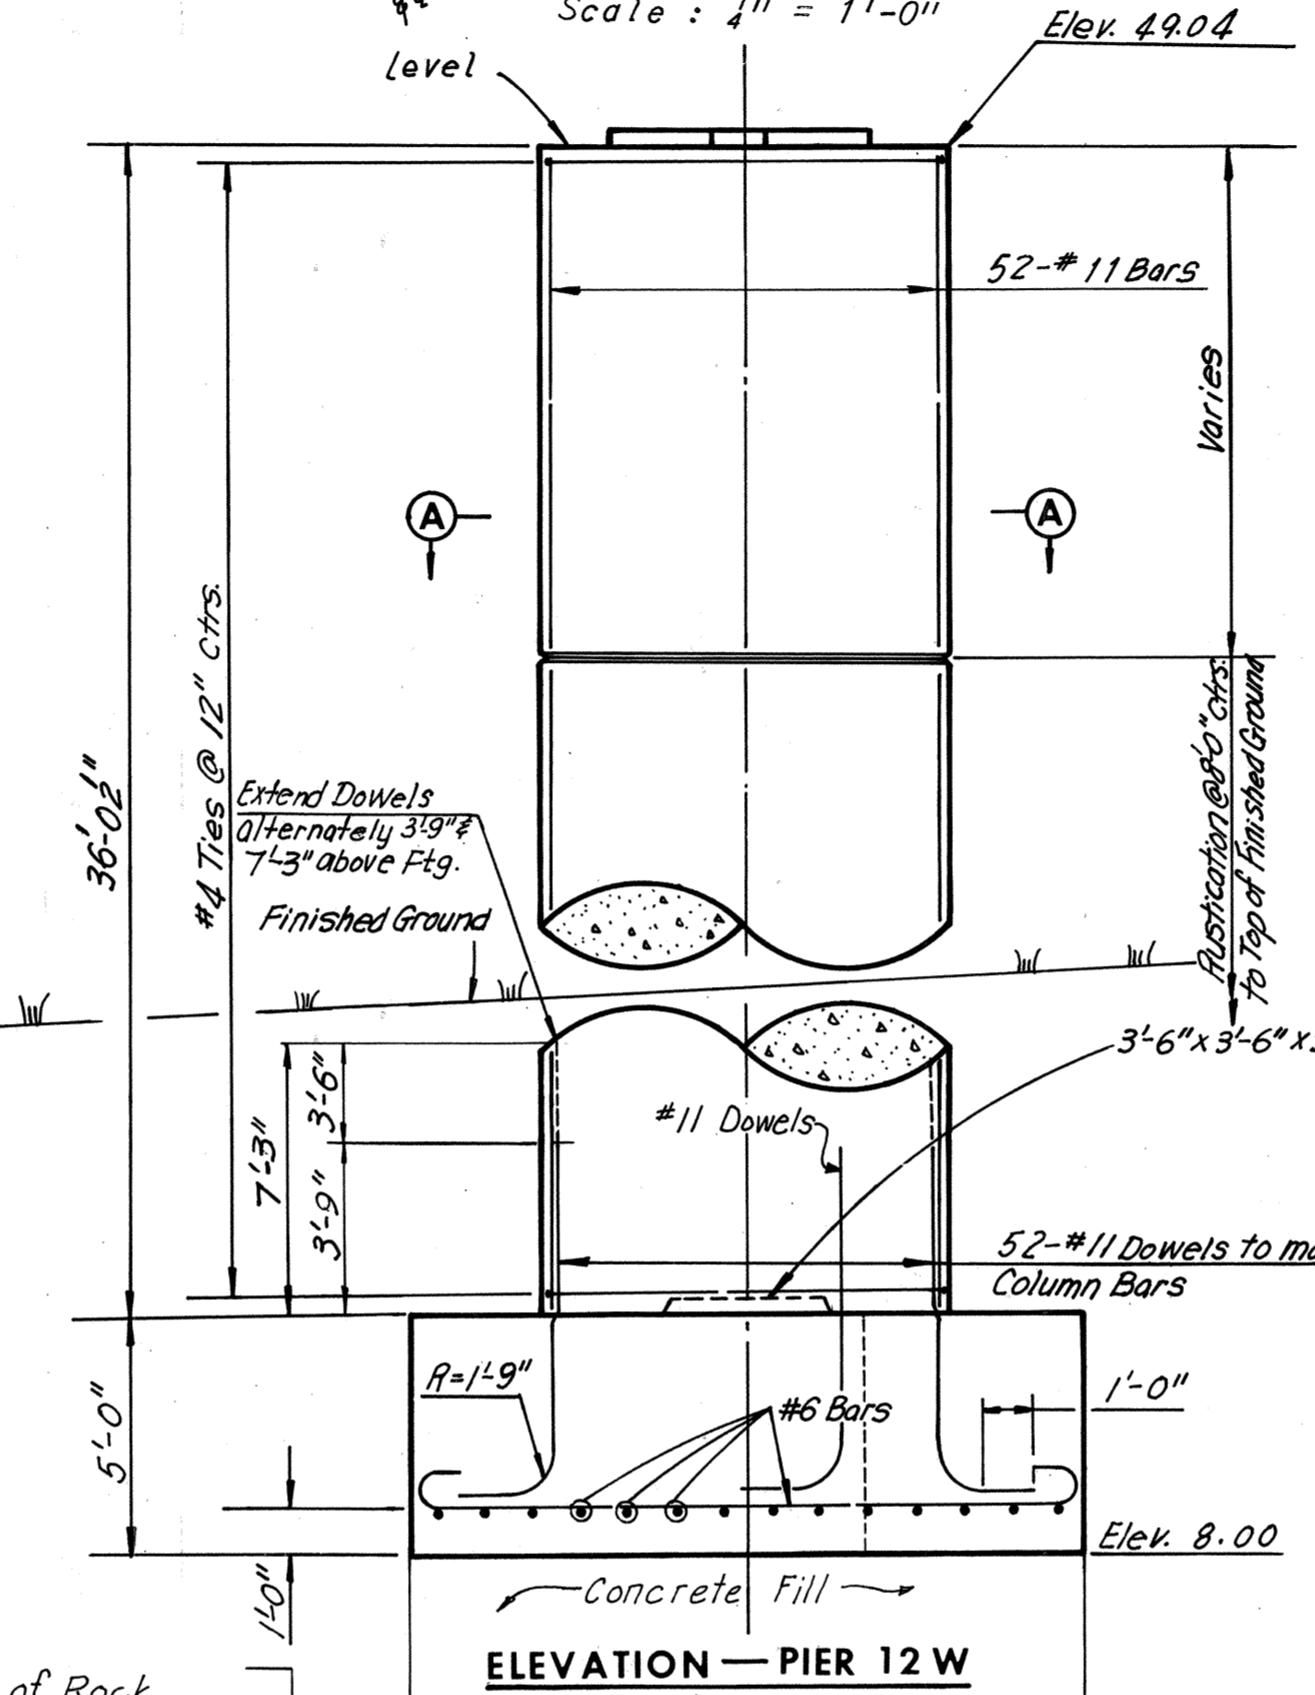 Scale : 1/4" = 1'-0"
Elev. 49.04
Level
52-#11 Bars
Varies
A
A
#4 Ties @ 12" Ctrs.
36'-0½"
Extend Dowels
alternately 3'-9" &
7'-3" above Ftg.
Finished Ground
Rustication @ 8'-0" ctrs.
to Top of Finished Ground
3'-6" x 3'-6" x
3'-6"
7'-3"
3'-9"
#11 Dowels
52-#11 Dowels to
Column Bars
R=1'-9"
#6 Bars
1'-0"
5'-0"
Elev. 8.00
1'-0"
Concrete Fill
ELEVATION — PIER 12 W
of Rock